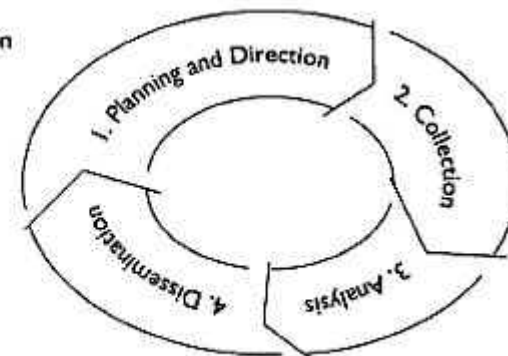 n
1. Planning and Direction
2. Collection
3. Analysis
4. Dissemination